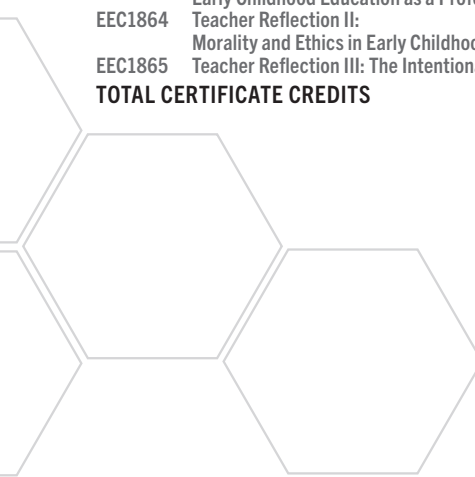 Early Childhood Education as a
EEC1864 Teacher Reflection II:
Morality and Ethics in Early
EEC1865 Teacher Reflection III: The
TOTAL CERTIFICATE CREDITS